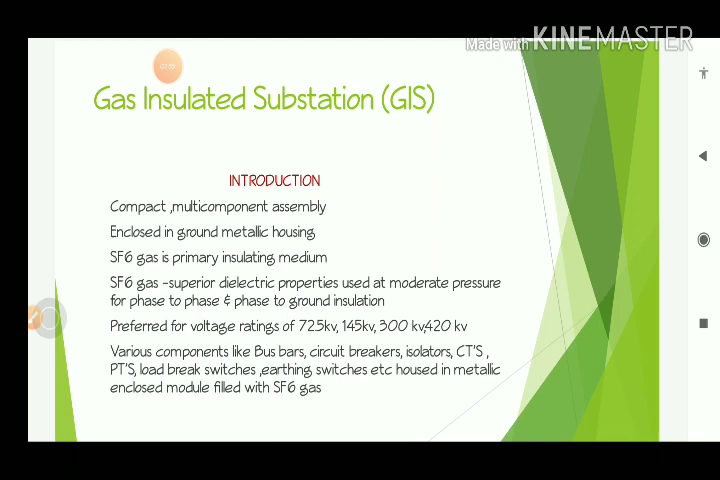 Made with KINEMASTER
Gas Insulated Substation (GIS)
INTRODUCTION
Compact ,multicomponent assembly
Enclosed in ground metallic housing
SF6 gas is primary insulating medium
SF6 gas -superior dielectric properties used at moderate pressure
for phase to phase & phase to ground insulation
Preferred for voltage ratings of 72.5kv, 145kv, 300 kv,420 kv
Various components like Bus bars, circuit breakers, isolators, CT'S ,
PT'S, load break switches ,earthing switches etc housed in metallic
enclosed module filled with SF6 gas